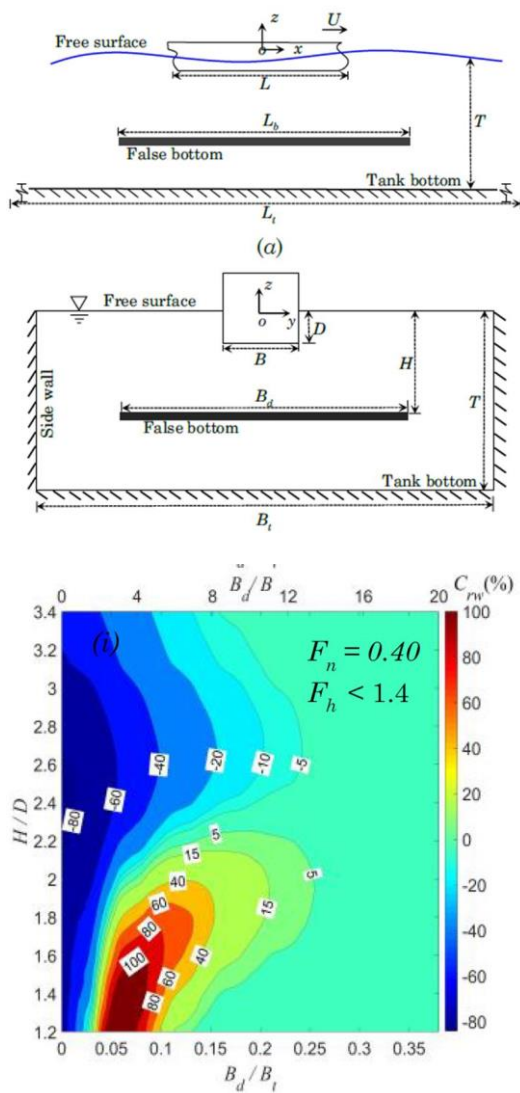 z
U
Free surface
o
x
L
T
L_b
False bottom
Tank bottom
L_t
(a)
Free surface
z
o
y
D
B
H
T
Side wall
B_d
False bottom
Tank bottom
B_t
B_d/B
C_rw(%)
0 4 8 12 16 20
3.4
3
2.8
2.6
2.4
2.2
2
1.8
1.6
1.4
1.2
H/D
(i)
F_n = 0.40
F_h < 1.4
-80
-60
-40
-20
-10
-5
5
15
40
60
80
100
80
60
40
15
5
100
80
60
40
20
0
-20
-40
-60
-80
0 0.05 0.1 0.15 0.2 0.25 0.3 0.35
B_d/B_t